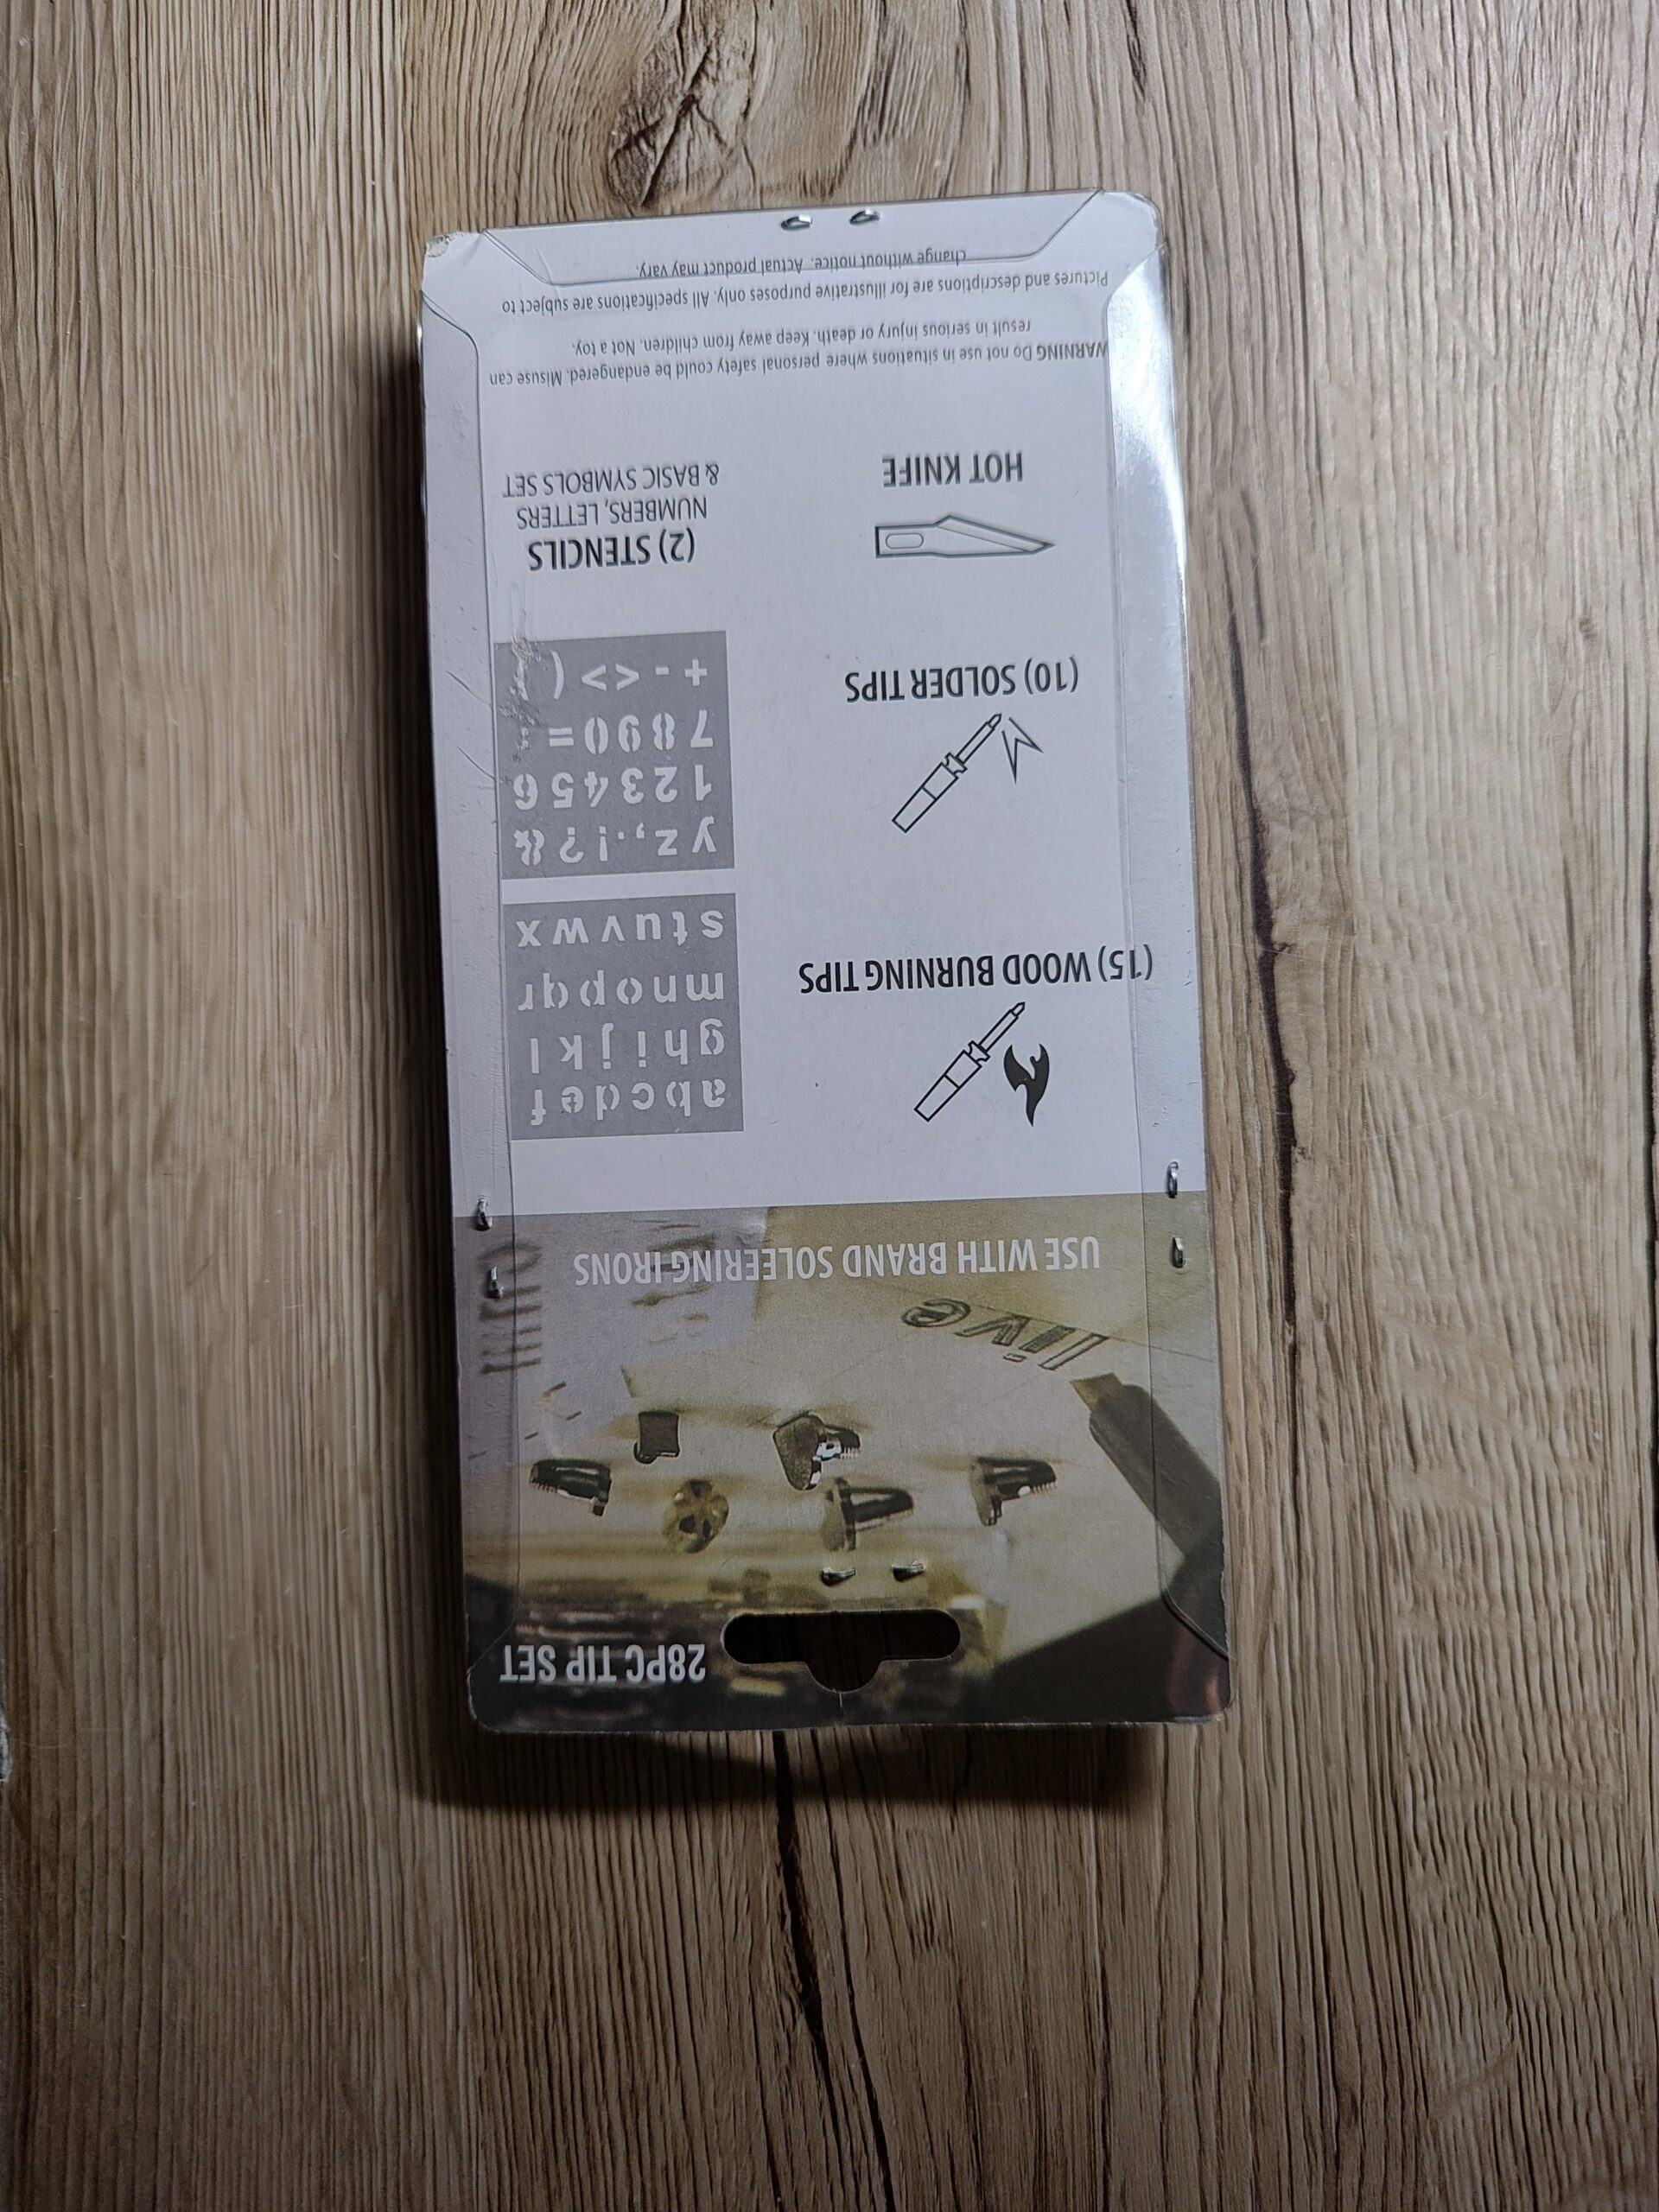 28PC TIP SET
live
USE WITH BRAND SOLEERING IRONS
(15) WOOD BURNING TIPS
(10) SOLDER TIPS
HOT KNIFE
a b c d e f
g h i j k l
m n o p q r
s t u v w x
y z , . ! ? &
1 2 3 4 5 6
7 8 9 0 =
+ - < > (
(2) STENCILS
NUMBERS, LETTERS
& BASIC SYMBOLS SET
WARNING Do not use in situations where personal safety could be endangered. Misuse can
result in serious injury or death. Keep away from children. Not a toy.
Pictures and descriptions are for illustrative purposes only. All specifications are subject to
change without notice. Actual product may vary.